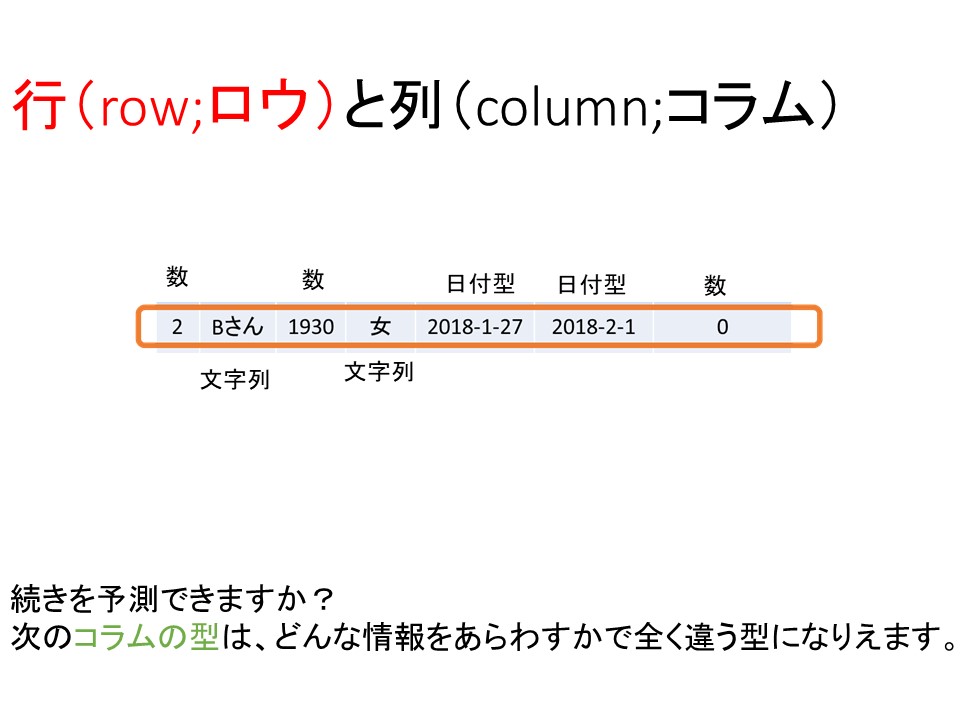 行（row;ロウ）と列（column;コラム）
数 数 日付型 日付型 数
2 Bさん 1930 女 2018-1-27 2018-2-1 0
文字列 文字列
続きを予測できますか？
次のコラムの型は、どんな情報をあらわすかで全く違う型になりえます。